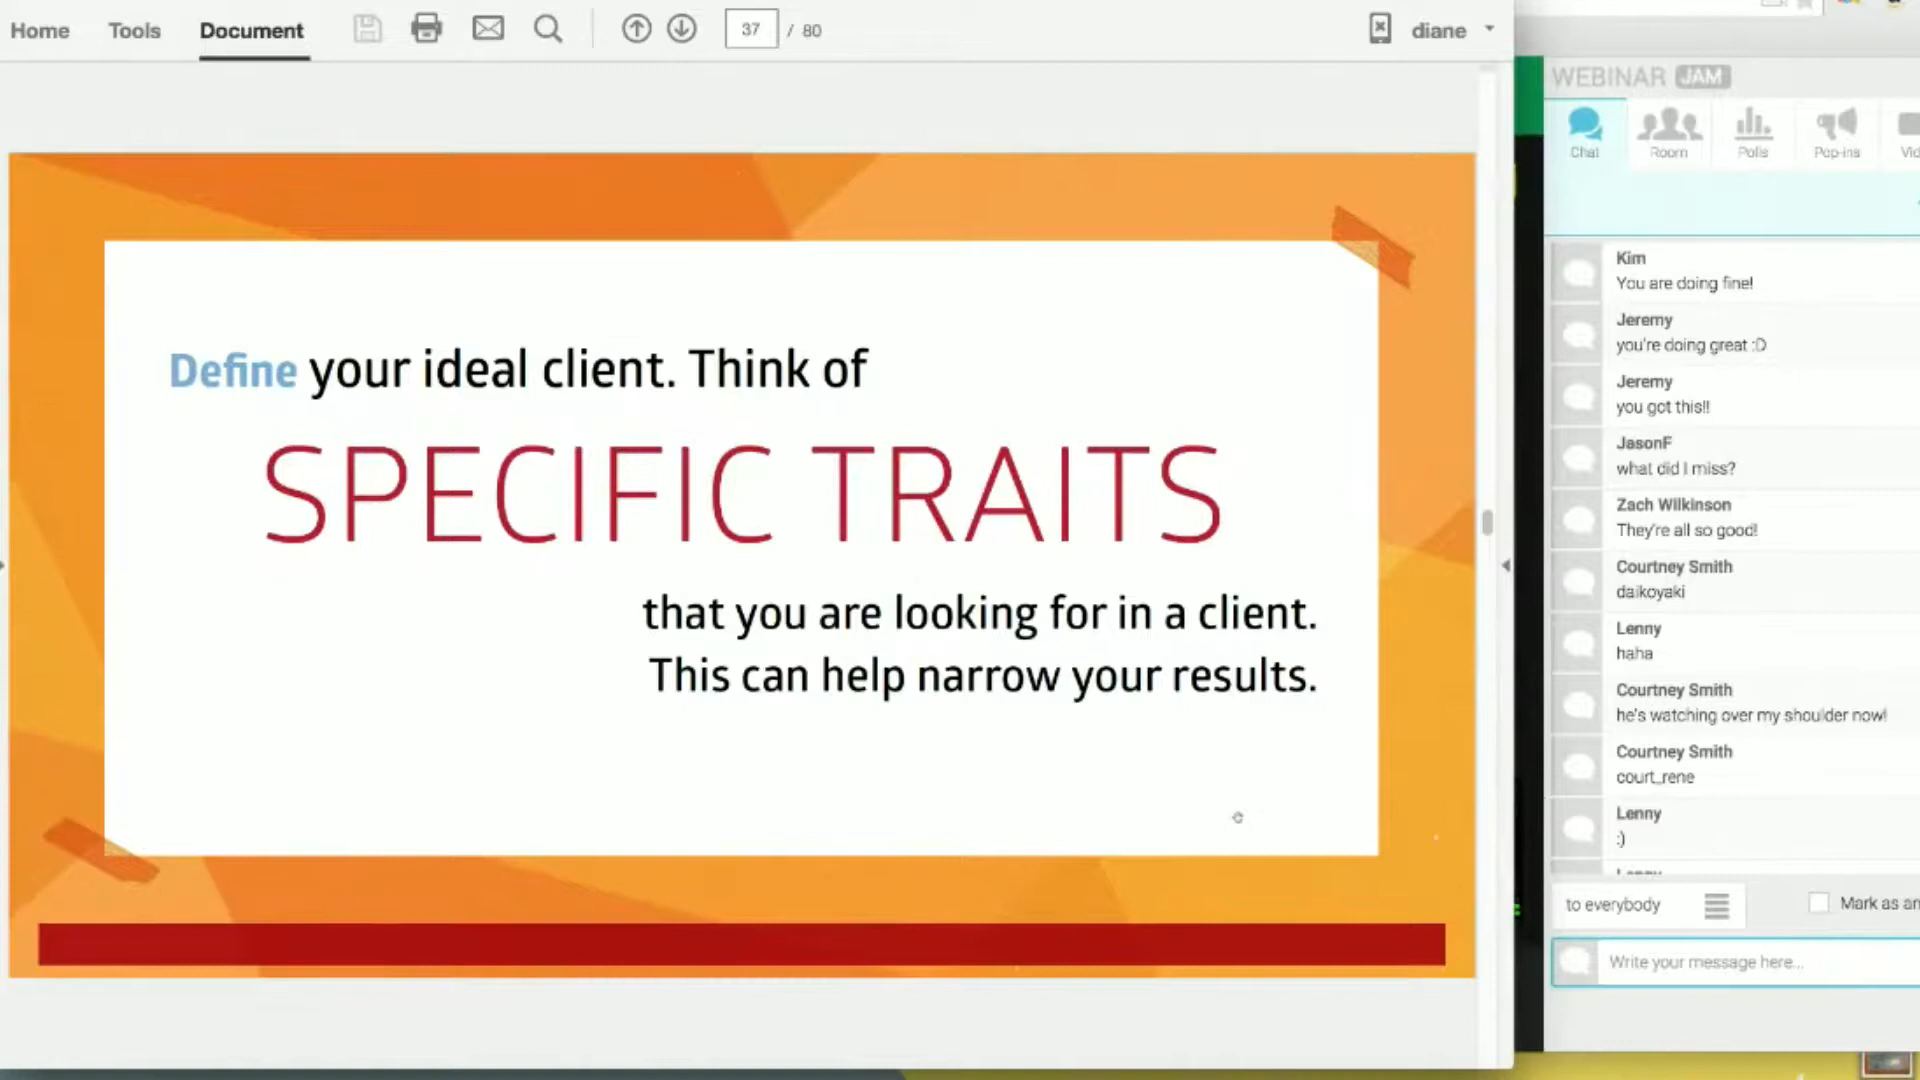 Home Tools Document 37 / 80 diane
Define your ideal client. Think of
SPECIFIC TRAITS
that you are looking for in a client.
This can help narrow your results.
WEBINAR JAM
Chat Room Polls Pop-ins
Kim
You are doing fine!
Jeremy
you're doing great :D
Jeremy
you got this!!
JasonF
what did I miss?
Zach Wilkinson
They're all so good!
Courtney Smith
daikoyaki
Lenny
haha
Courtney Smith
he's watching over my shoulder now!
Courtney Smith
court_rene
Lenny
:)
Lenny
to everybody Mark as an
Write your message here...